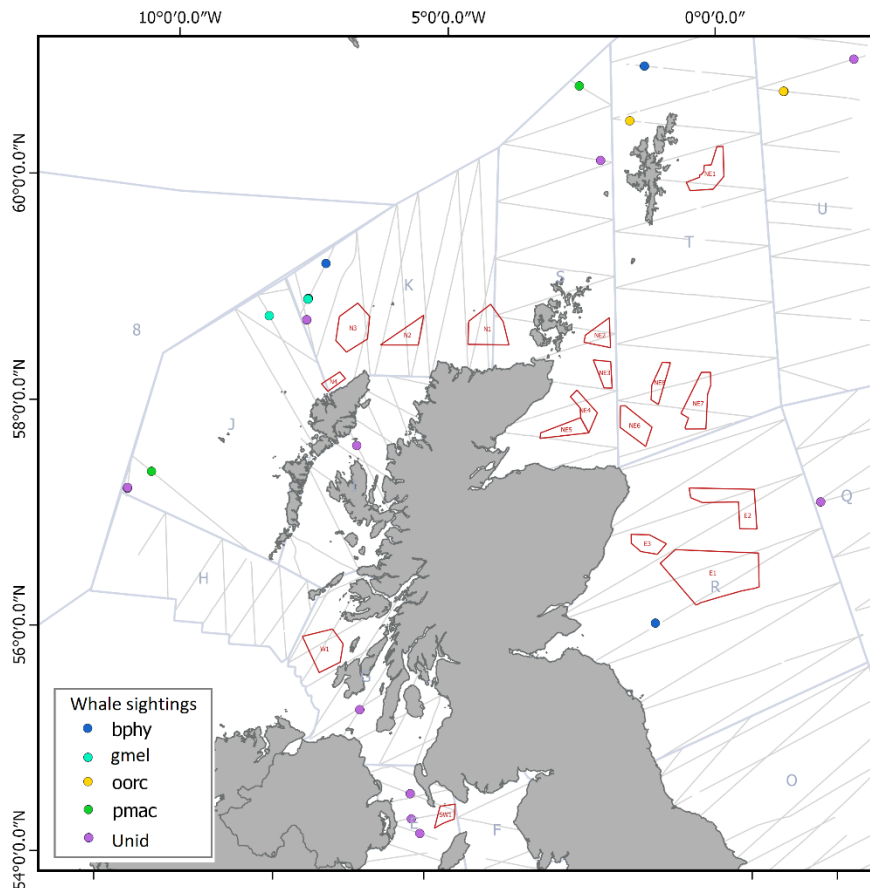 10°0'0.0"W 5°0'0.0"W 0°0'0.0"
60°0'0.0"N
58°0'0.0"N
56°0'0.0"N
54°0'0.0"N
NE1
U
T
K
S
8
N3
N2
N1
NE2
N4
NE3
NE8
NE7
J
NE4
NE6
NE5
I
E2
Q
E3
E1
R
H
W1
G
O
SW1
E
F
Whale sightings
bphy
gmel
oorc
pmac
Unid